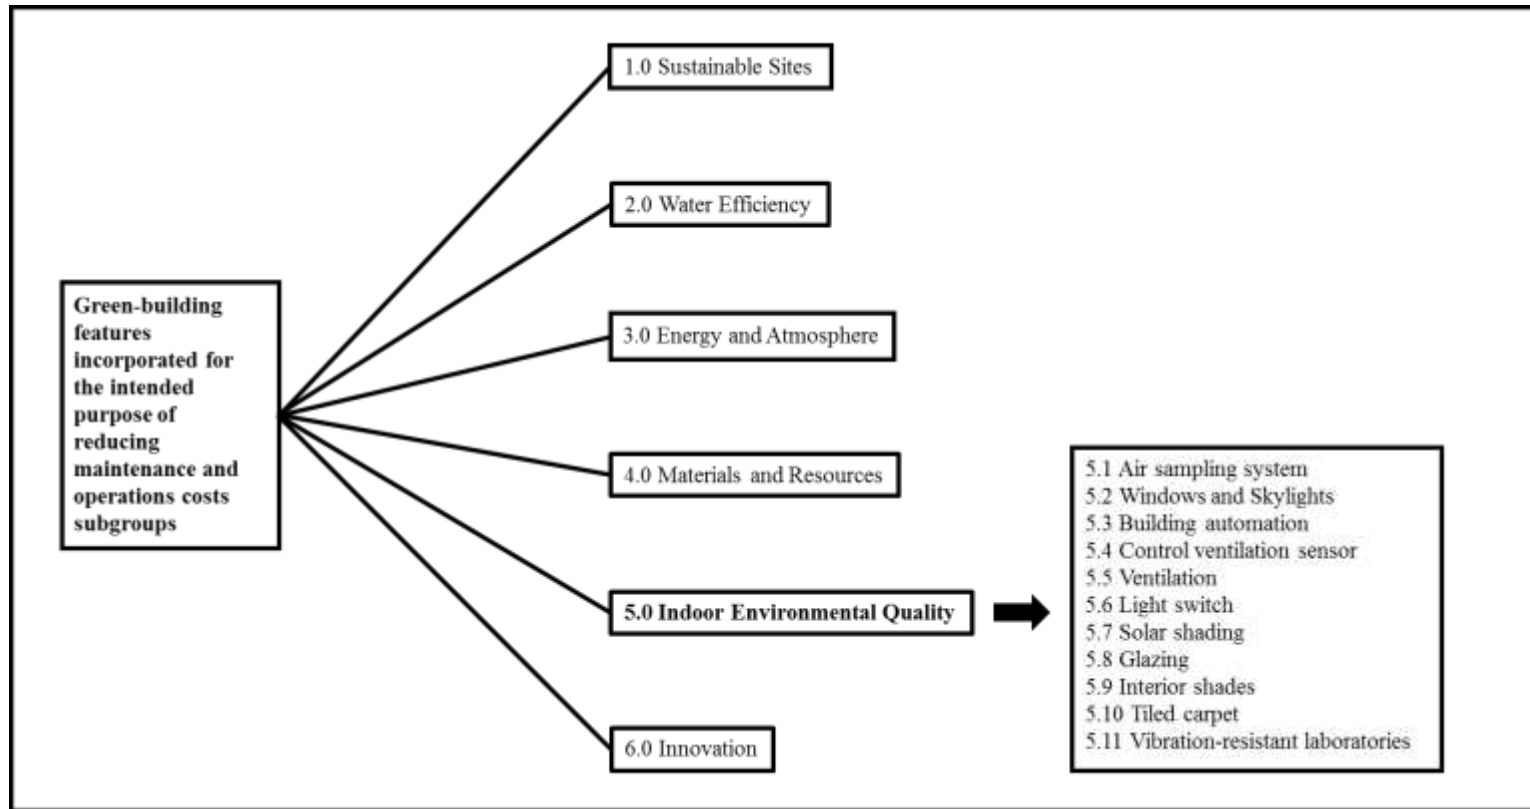 Green-building
features
incorporated for
the intended
purpose of
reducing
maintenance and
operations costs
subgroups
1.0 Sustainable Sites
2.0 Water Efficiency
3.0 Energy and Atmosphere
4.0 Materials and Resources
5.0 Indoor Environmental Quality
6.0 Innovation
5.1 Air sampling system
5.2 Windows and Skylights
5.3 Building automation
5.4 Control ventilation sensor
5.5 Ventilation
5.6 Light switch
5.7 Solar shading
5.8 Glazing
5.9 Interior shades
5.10 Tiled carpet
5.11 Vibration-resistant laboratories